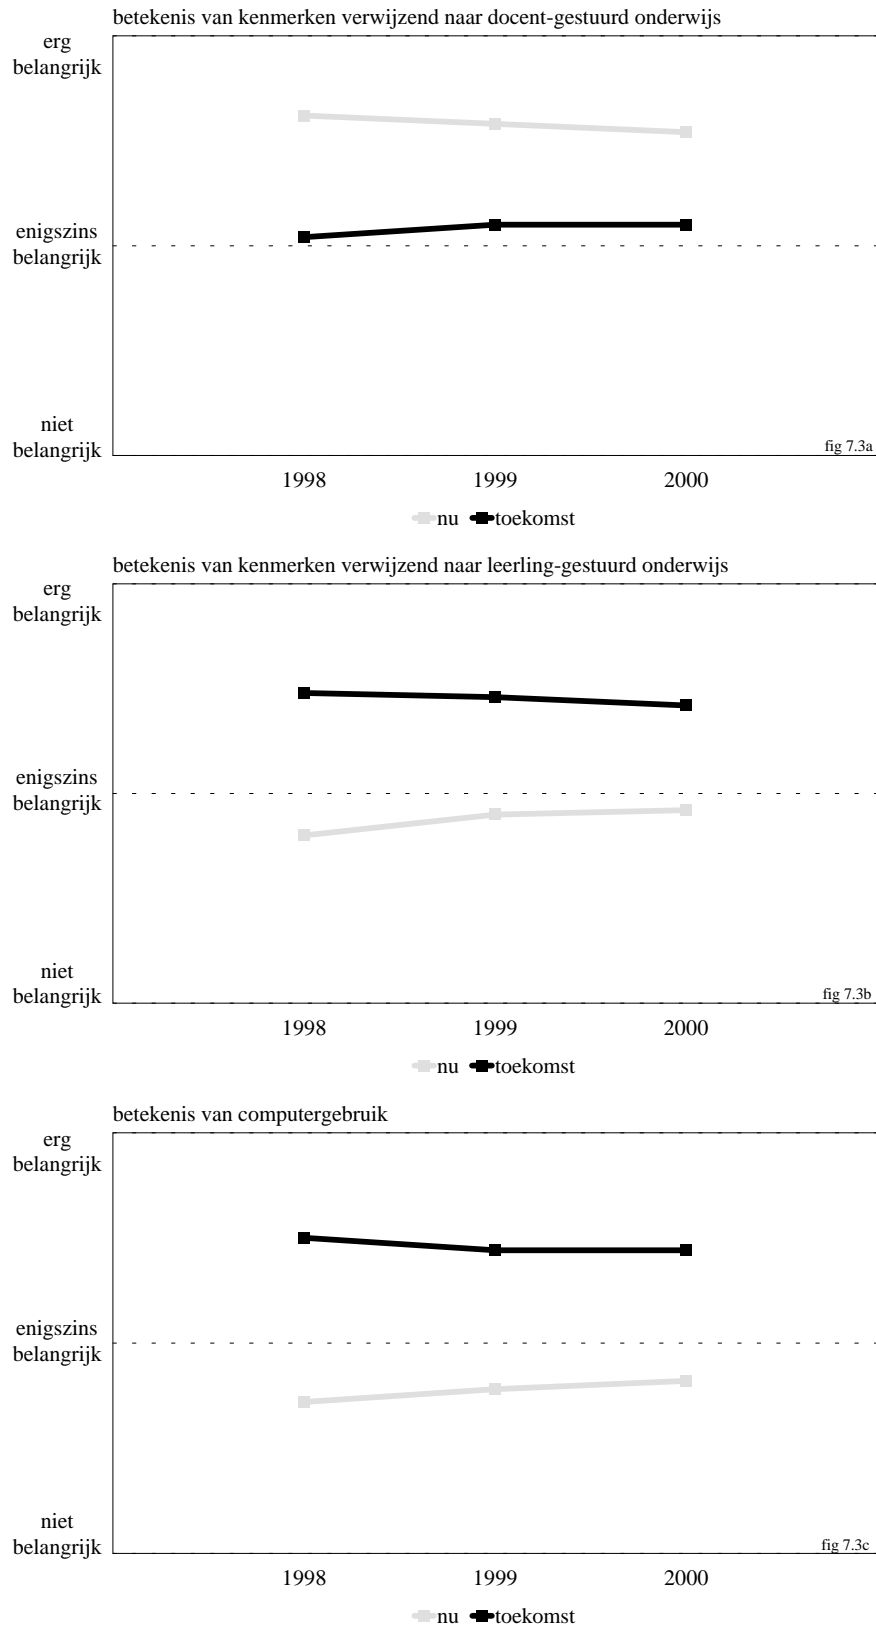 betekenis van kenmerken verwijzend naar docent-gestuurd onderwijs
erg
belangrijk
enigszins
belangrijk
niet
belangrijk
fig 7.3a
1998 1999 2000
nu toekomst
betekenis van kenmerken verwijzend naar leerling-gestuurd onderwijs
erg
belangrijk
enigszins
belangrijk
niet
belangrijk
fig 7.3b
1998 1999 2000
nu toekomst
betekenis van computergebruik
erg
belangrijk
enigszins
belangrijk
niet
belangrijk
fig 7.3c
1998 1999 2000
nu toekomst